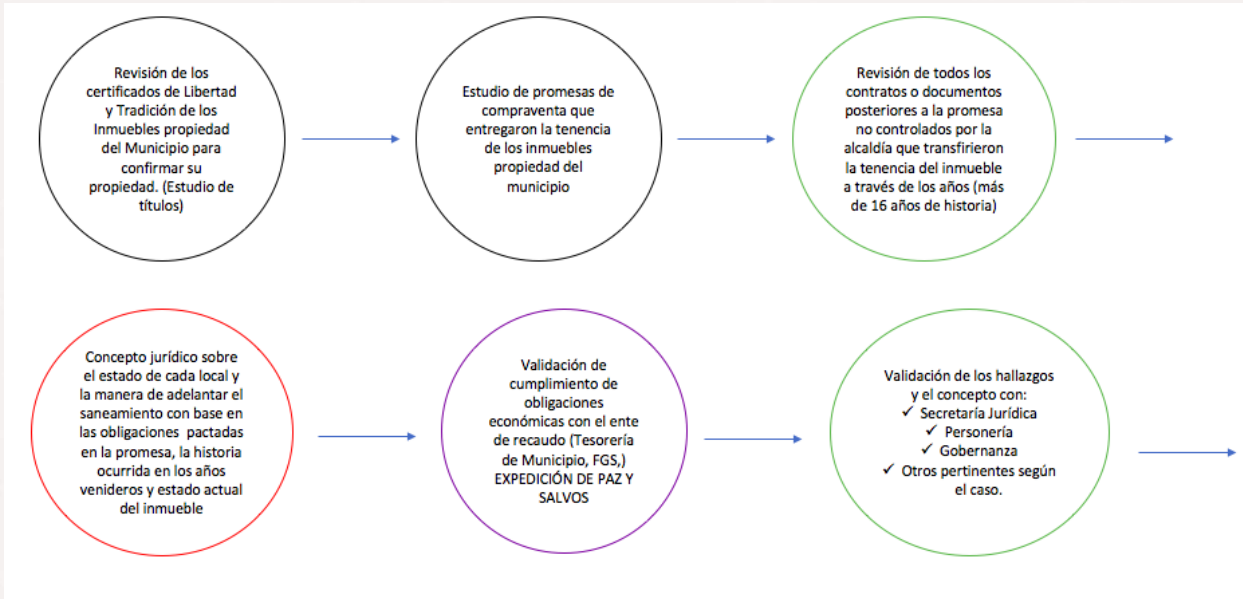 Revisión de los
certificados de Libertad
y Tradición de los
Inmuebles propiedad
del Municipio para
confirmar su
propiedad. (Estudio de
títulos)
Estudio de promesas de
compraventa que
entregaron la tenencia
de los inmuebles
propiedad del
municipio
Revisión de todos los
contratos o documentos
posteriores a la promesa
no controlados por la
alcaldía que transfirieron
la tenencia del inmueble
a través de los años (más
de 16 años de historia)
Concepto jurídico sobre
el estado de cada local y
la manera de adelantar el
saneamiento con base en
las obligaciones pactadas
en la promesa, la historia
ocurrida en los años
venideros y estado actual
del inmueble
Validación de
cumplimiento de
obligaciones
económicas con el ente
de recaudo (Tesorería
de Municipio, FGS,)
EXPEDICIÓN DE PAZ Y
SALVOS
Validación de los hallazgos
y el concepto con:
✓ Secretaría Jurídica
✓ Personería
✓ Gobernanza
✓ Otros pertinentes según
el caso.